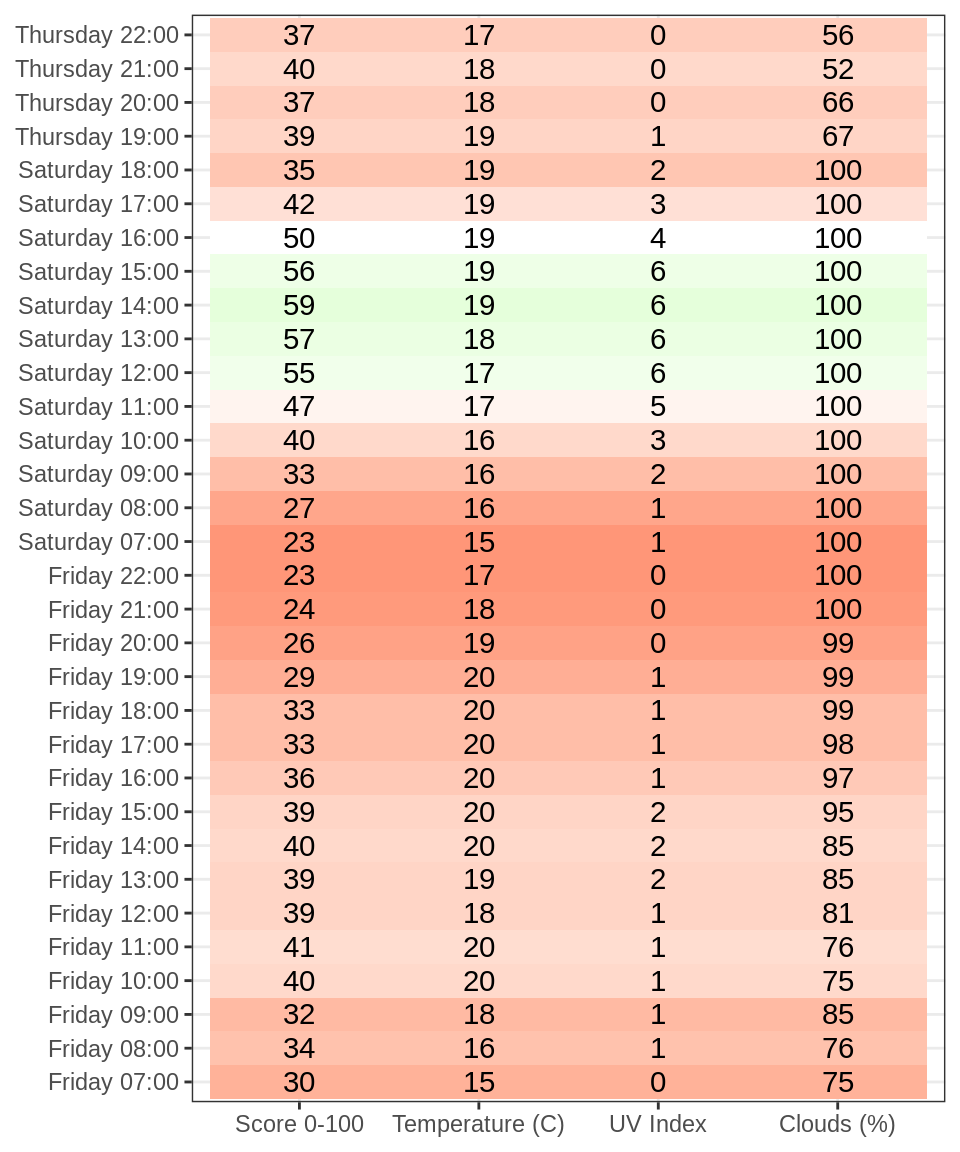 Thursday 22:00 37 17 0 56
Thursday 21:00 40 18 0 52
Thursday 20:00 37 18 0 66
Thursday 19:00 39 19 1 67
Saturday 18:00 35 19 2 100
Saturday 17:00 42 19 3 100
Saturday 16:00 50 19 4 100
Saturday 15:00 56 19 6 100
Saturday 14:00 59 19 6 100
Saturday 13:00 57 18 6 100
Saturday 12:00 55 17 6 100
Saturday 11:00 47 17 5 100
Saturday 10:00 40 16 3 100
Saturday 09:00 33 16 2 100
Saturday 08:00 27 16 1 100
Saturday 07:00 23 15 1 100
Friday 22:00 23 17 0 100
Friday 21:00 24 18 0 100
Friday 20:00 26 19 0 99
Friday 19:00 29 20 1 99
Friday 18:00 33 20 1 99
Friday 17:00 33 20 1 98
Friday 16:00 36 20 1 97
Friday 15:00 39 20 2 95
Friday 14:00 40 20 2 85
Friday 13:00 39 19 2 85
Friday 12:00 39 18 1 81
Friday 11:00 41 20 1 76
Friday 10:00 40 20 1 75
Friday 09:00 32 18 1 85
Friday 08:00 34 16 1 76
Friday 07:00 30 15 0 75
Score 0-100 Temperature (C) UV Index Clouds (%)